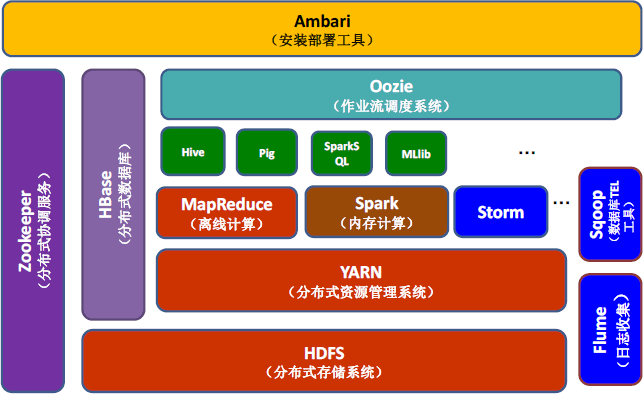 Ambari
（安装部署工具）
Zookeeper
（分布式协调服务）
HBase
（分布式数据库）
Oozie
（作业流调度系统）
Hive
Pig
SparkS
QL
MLlib
...
MapReduce
（离线计算）
Spark
（内存计算）
Storm
...
Sqoop
（数据库TEL
工具）
YARN
（分布式资源管理系统）
Flume
（日志收集）
HDFS
（分布式存储系统）